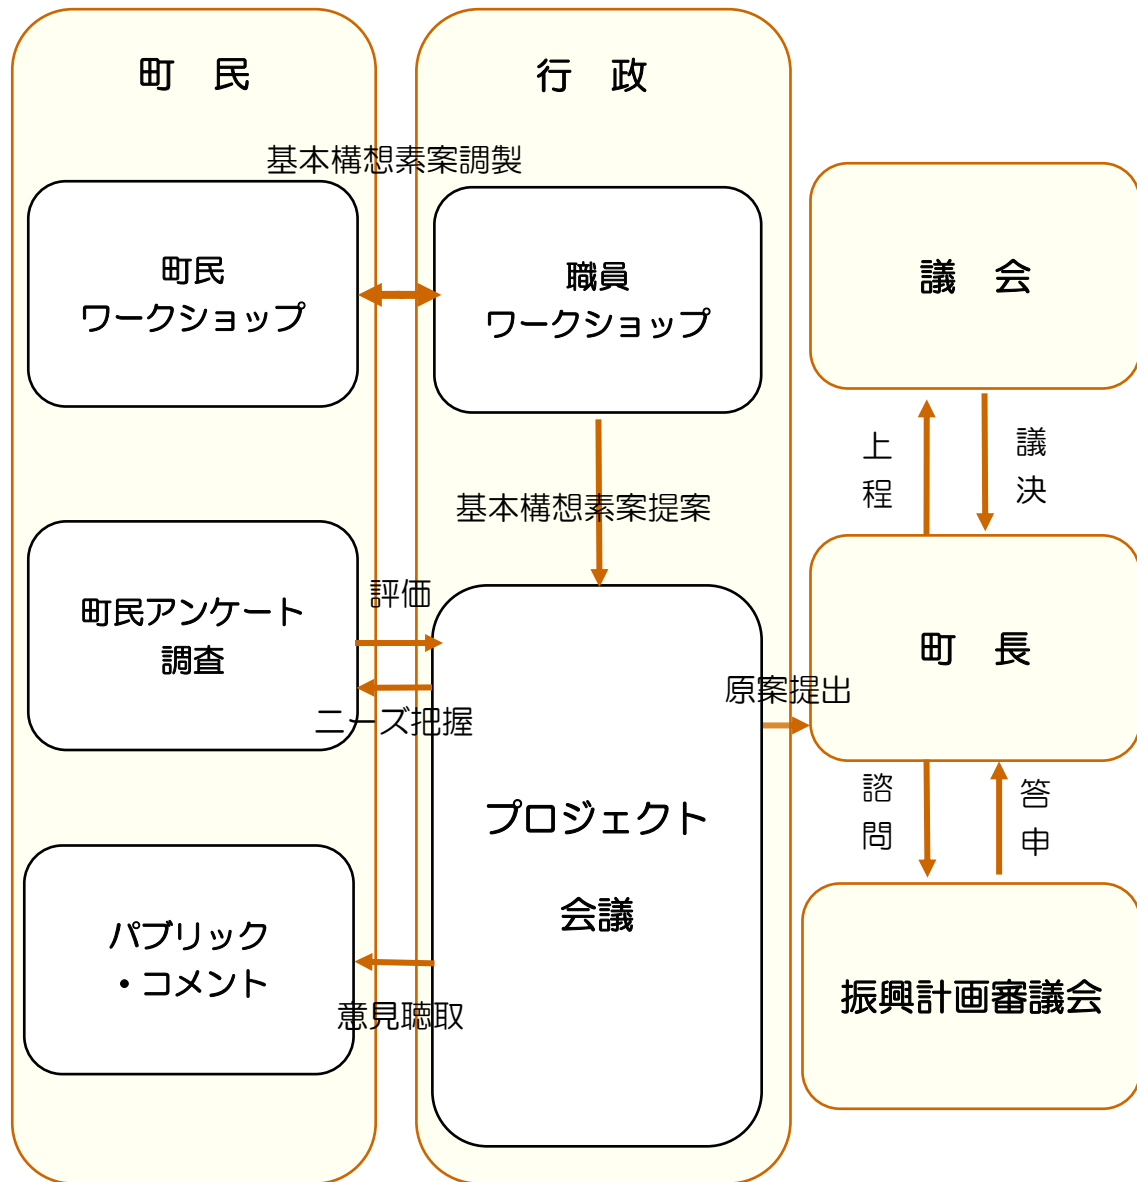 町　民
行　政
基本構想素案調製
町民
ワークショップ
職員
ワークショップ
議　会
上程
議決
基本構想素案提案
町民アンケート
調査
評価
ニーズ把握
町　長
原案提出
プロジェクト
会議
諮問
答申
パブリック
・コメント
意見聴取
振興計画審議会